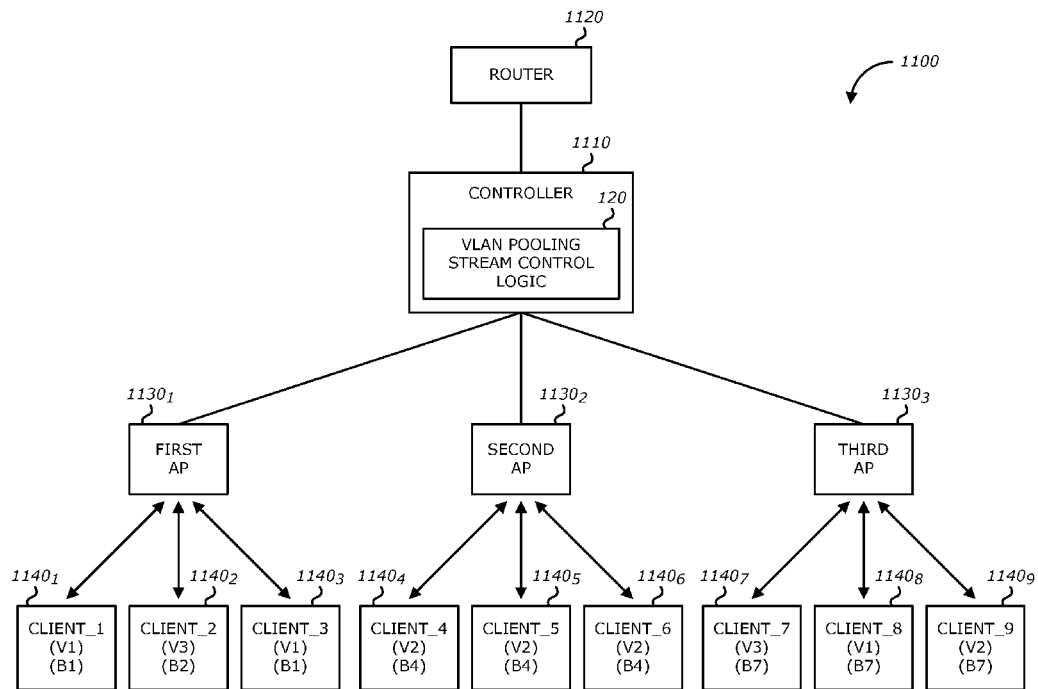 1120
ROUTER
1100
1110
CONTROLLER
120
VLAN POOLING
STREAM CONTROL
LOGIC
1130₁
1130₂
1130₃
FIRST
AP
SECOND
AP
THIRD
AP
1140₁
1140₂
1140₃
1140₄
1140₅
1140₆
1140₇
1140₈
1140₉
CLIENT_1
(V1)
(B1)
CLIENT_2
(V3)
(B2)
CLIENT_3
(V1)
(B1)
CLIENT_4
(V2)
(B4)
CLIENT_5
(V2)
(B4)
CLIENT_6
(V2)
(B4)
CLIENT_7
(V3)
(B7)
CLIENT_8
(V1)
(B7)
CLIENT_9
(V2)
(B7)